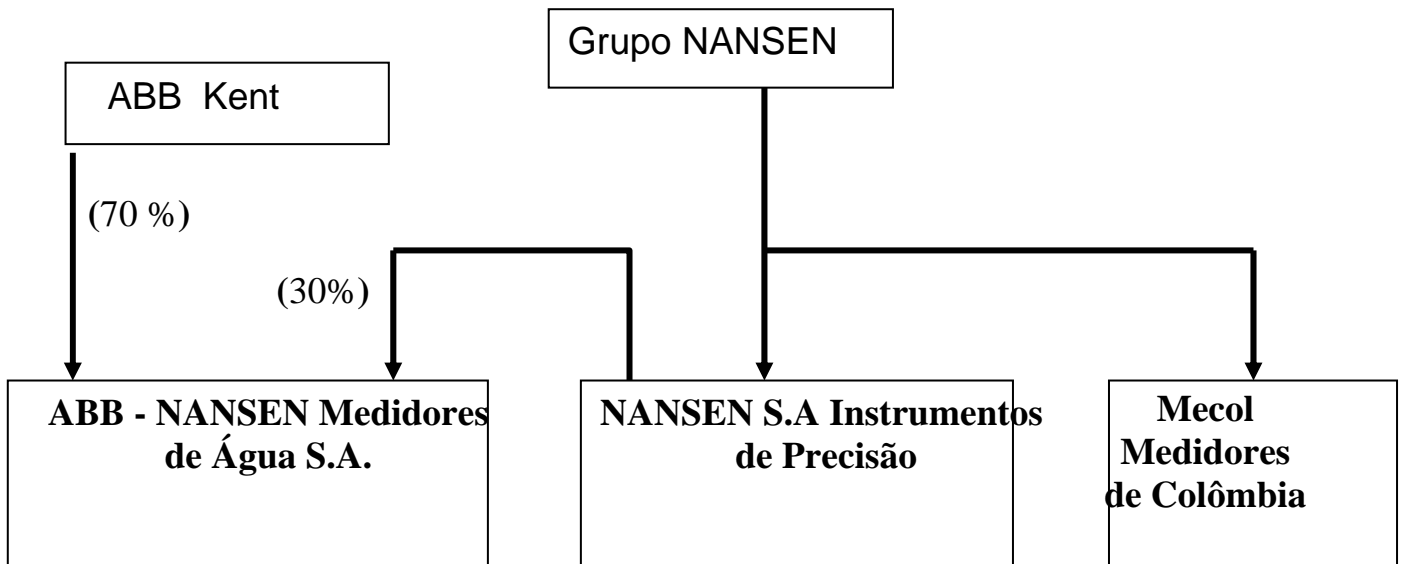 Grupo NANSEN
ABB Kent
(70 %)
(30%)
ABB - NANSEN Medidores
de Água S.A.
NANSEN S.A Instrumentos
de Precisão
Mecol
Medidores
de Colômbia